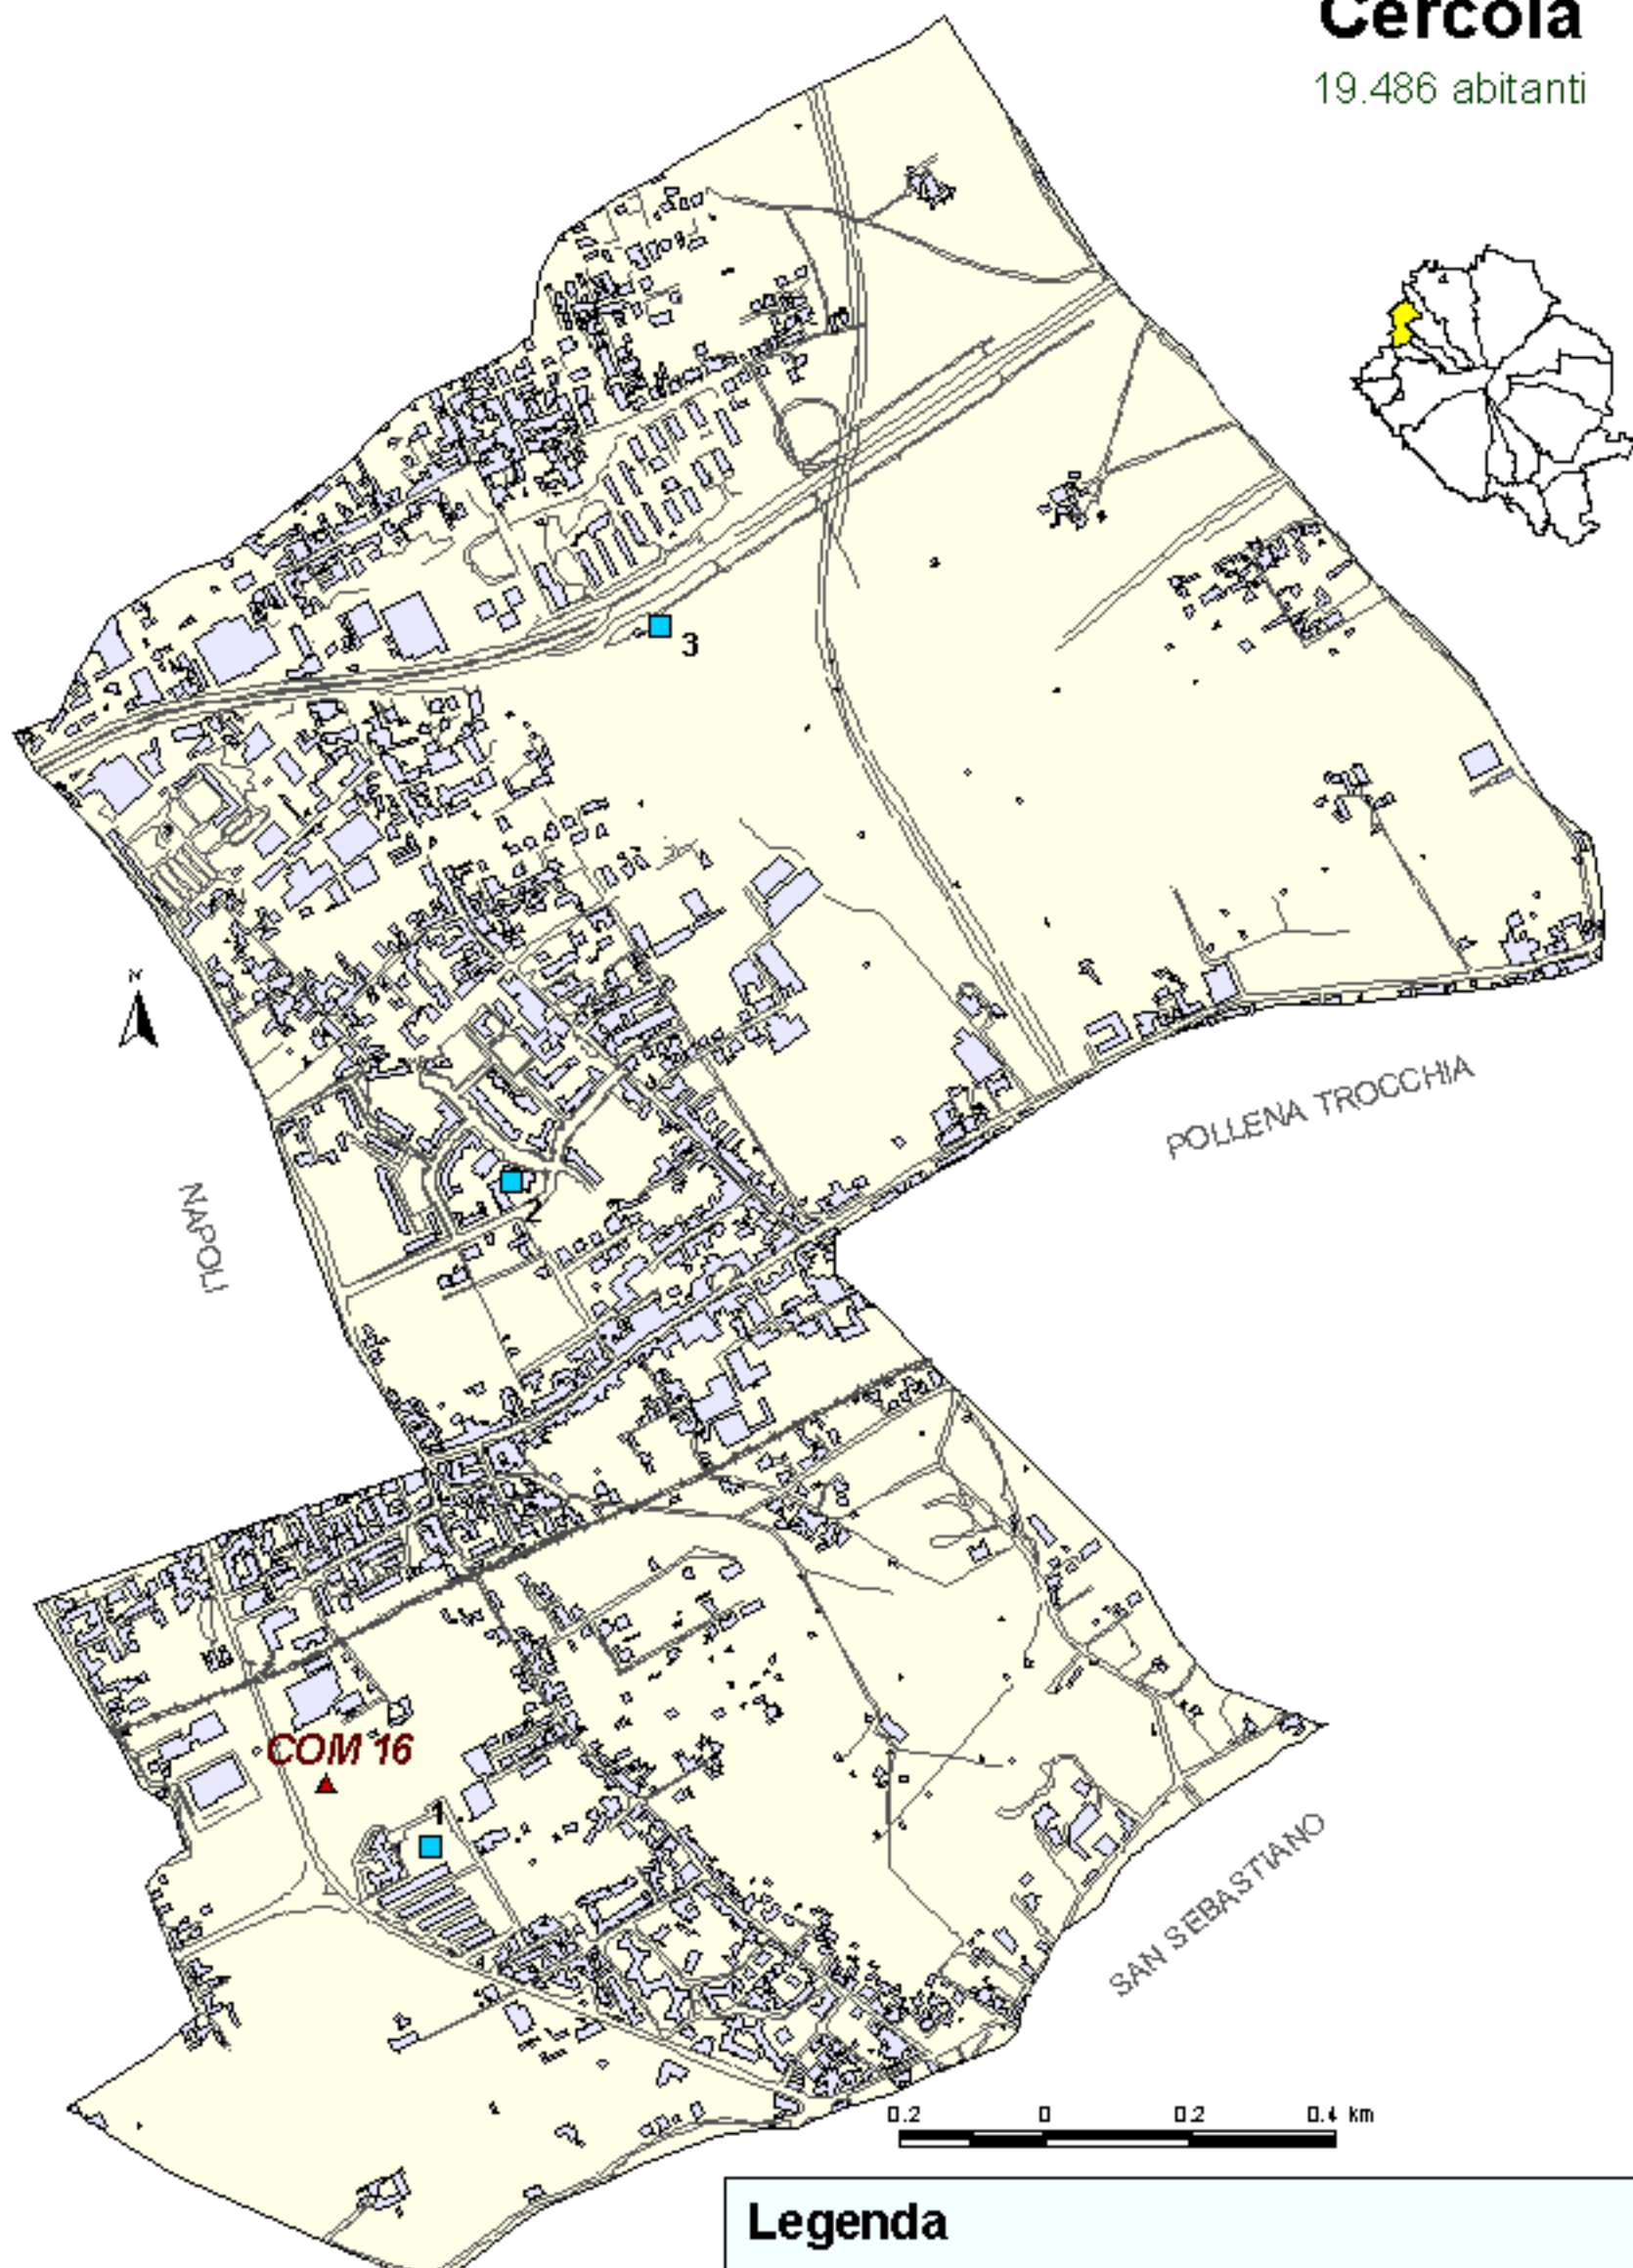 Cercola
19.486 abitanti
3
N
POLLENA TROCCHIA
NAPOLI
2
COM 16
1
SAN SEBASTIANO
0.2 0 0.2 0.4 km
Legenda